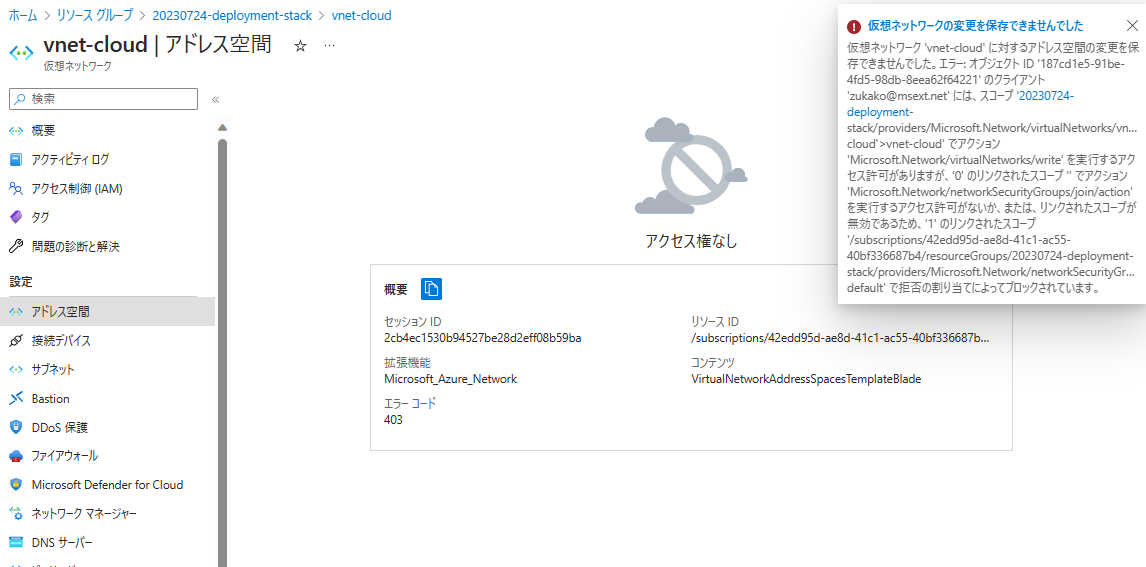 ホーム > リソース グループ > 20230724-deployment-stack > vnet-cloud
vnet-cloud | アドレス空間 ☆ …
仮想ネットワーク
検索 «
概要
アクティビティ ログ
アクセス制御 (IAM)
タグ
問題の診断と解決
設定
アドレス空間
接続デバイス
サブネット
Bastion
DDoS 保護
ファイアウォール
Microsoft Defender for Cloud
ネットワーク マネージャー
DNS サーバー
アクセス権なし
概要
セッション ID
2cb4ec1530b94527be28d2eff08b59ba
リソース ID
/subscriptions/42edd95d-ae8d-41c1-ac55-40bf336687b...
拡張機能
Microsoft_Azure_Network
コンテンツ
VirtualNetworkAddressSpacesTemplateBlade
エラー コード
403
仮想ネットワークの変更を保存できませんでした
仮想ネットワーク 'vnet-cloud' に対するアドレス空間の変更を保
存できませんでした。エラー: オブジェクト ID '187cd1e5-91be-
4fd5-98db-8eea62f64221' のクライアント
'zukako@msext.net' には、スコープ '20230724-
deployment-
stack/providers/Microsoft.Network/virtualNetworks/vn...
cloud'>vnet-cloud' でアクション
'Microsoft.Network/virtualNetworks/write' を実行するアク
セス許可がありますが、'0' のリンクされたスコープ '' でアクション
'Microsoft.Network/networkSecurityGroups/join/action'
を実行するアクセス許可がないか、または、リンクされたスコープが
無効であるため、'1' のリンクされたスコープ
'/subscriptions/42edd95d-ae8d-41c1-ac55-
40bf336687b4/resourceGroups/20230724-deployment-
stack/providers/Microsoft.Network/networkSecurityGr...
default' で拒否の割り当てによってブロックされています。